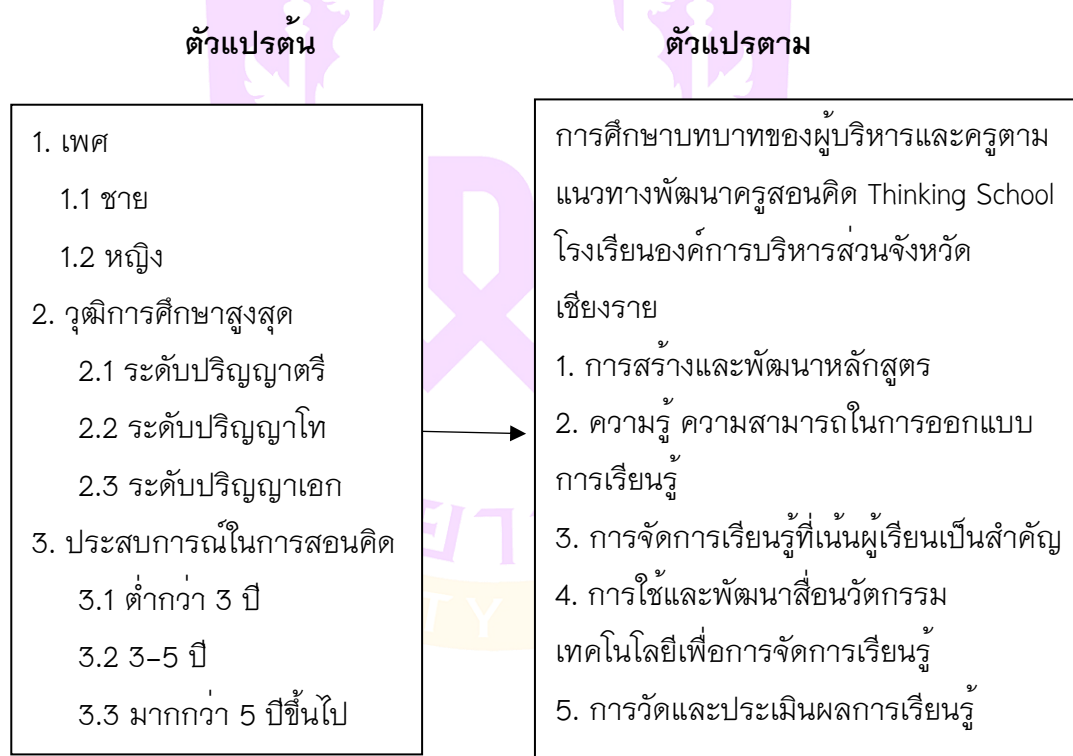 ตัวแปรต้น
ตัวแปรตาม
1. เพศ
1.1 ชาย
1.2 หญิง
2. วุฒิการศึกษาสูงสุด
2.1 ระดับปริญญาตรี
2.2 ระดับปริญญาโท
2.3 ระดับปริญญาเอก
3. ประสบการณ์ในการสอนคิด
3.1 ต่ำกว่า 3 ปี
3.2 3-5 ปี
3.3 มากกว่า 5 ปีขึ้นไป
การศึกษาบทบาทของผู้บริหารและครูตาม
แนวทางพัฒนาครูสอนคิด Thinking School
โรงเรียนองค์การบริหารส่วนจังหวัด
เชียงราย
1. การสร้างและพัฒนาหลักสูตร
2. ความรู้ ความสามารถในการออกแบบ
การเรียนรู้
3. การจัดการเรียนรู้ที่เน้นผู้เรียนเป็นสำคัญ
4. การใช้และพัฒนาสื่อนวัตกรรม
เทคโนโลยีเพื่อการจัดการเรียนรู้
5. การวัดและประเมินผลการเรียนรู้